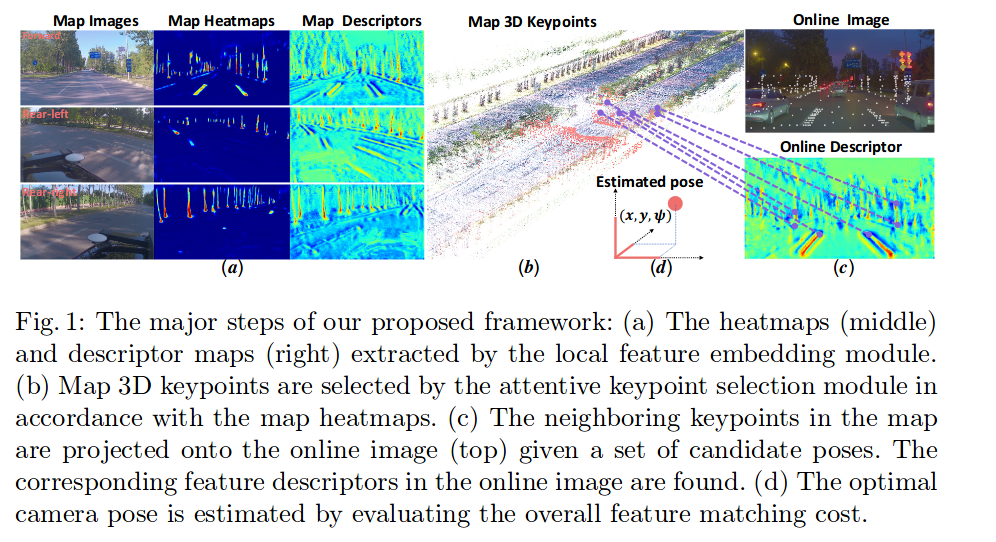 Map Images Map Heatmaps Map Descriptors Map 3D Keypoints Online Image
Forward
Rear-left
Online Descriptor
Estimated pose
(x, y, ψ)
(a) (b) (d) (c)
Fig. 1: The major steps of our proposed framework: (a) The heatmaps (middle)
and descriptor maps (right) extracted by the local feature embedding module.
(b) Map 3D keypoints are selected by the attentive keypoint selection module in
accordance with the map heatmaps. (c) The neighboring keypoints in the map
are projected onto the online image (top) given a set of candidate poses. The
corresponding feature descriptors in the online image are found. (d) The optimal
camera pose is estimated by evaluating the overall feature matching cost.